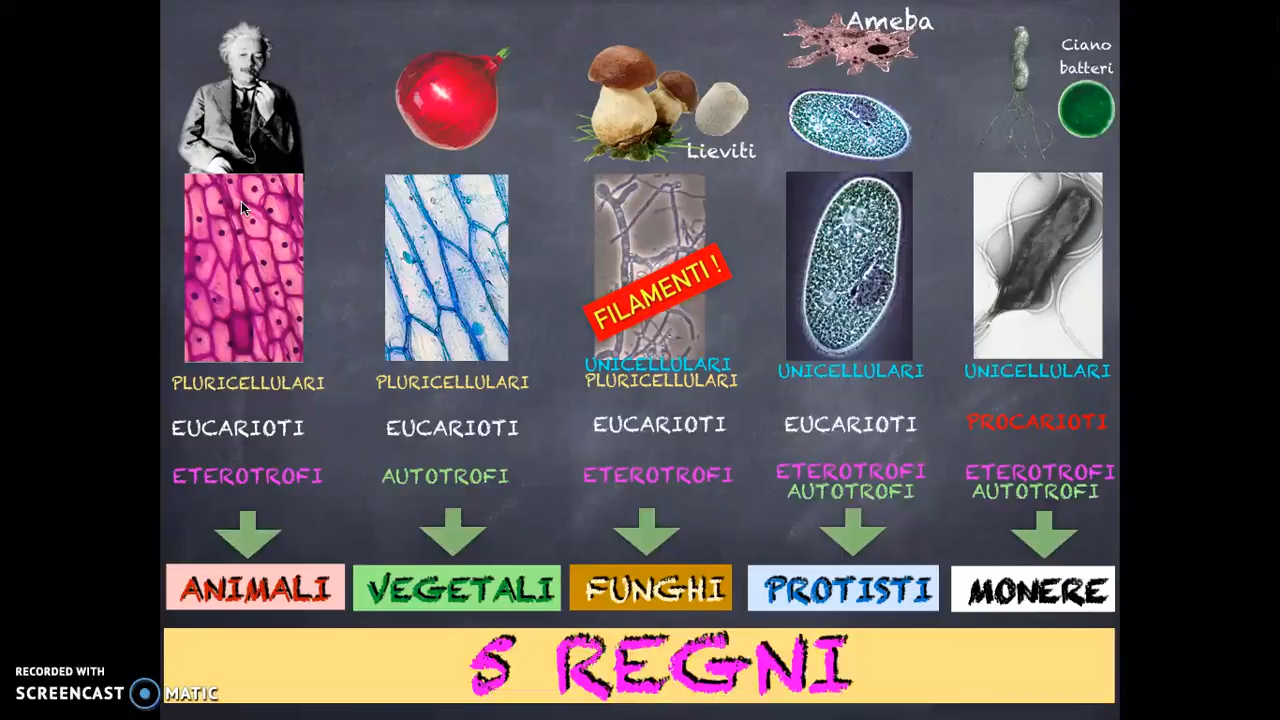 Ameba
Ciano
batteri
Lieviti
FILAMENTI !
PLURICELLULARI
EUCARIOTI
ETEROTROFI
PLURICELLULARI
EUCARIOTI
AUTOTROFI
UNICELLULARI
PLURICELLULARI
EUCARIOTI
ETEROTROFI
UNICELLULARI
EUCARIOTI
ETEROTROFI
AUTOTROFI
UNICELLULARI
PROCARIOTI
ETEROTROFI
AUTOTROFI
ANIMALI
VEGETALI
FUNGHI
PROTISTI
MONERE
5 REGNI
RECORDED WITH
SCREENCAST MATIC